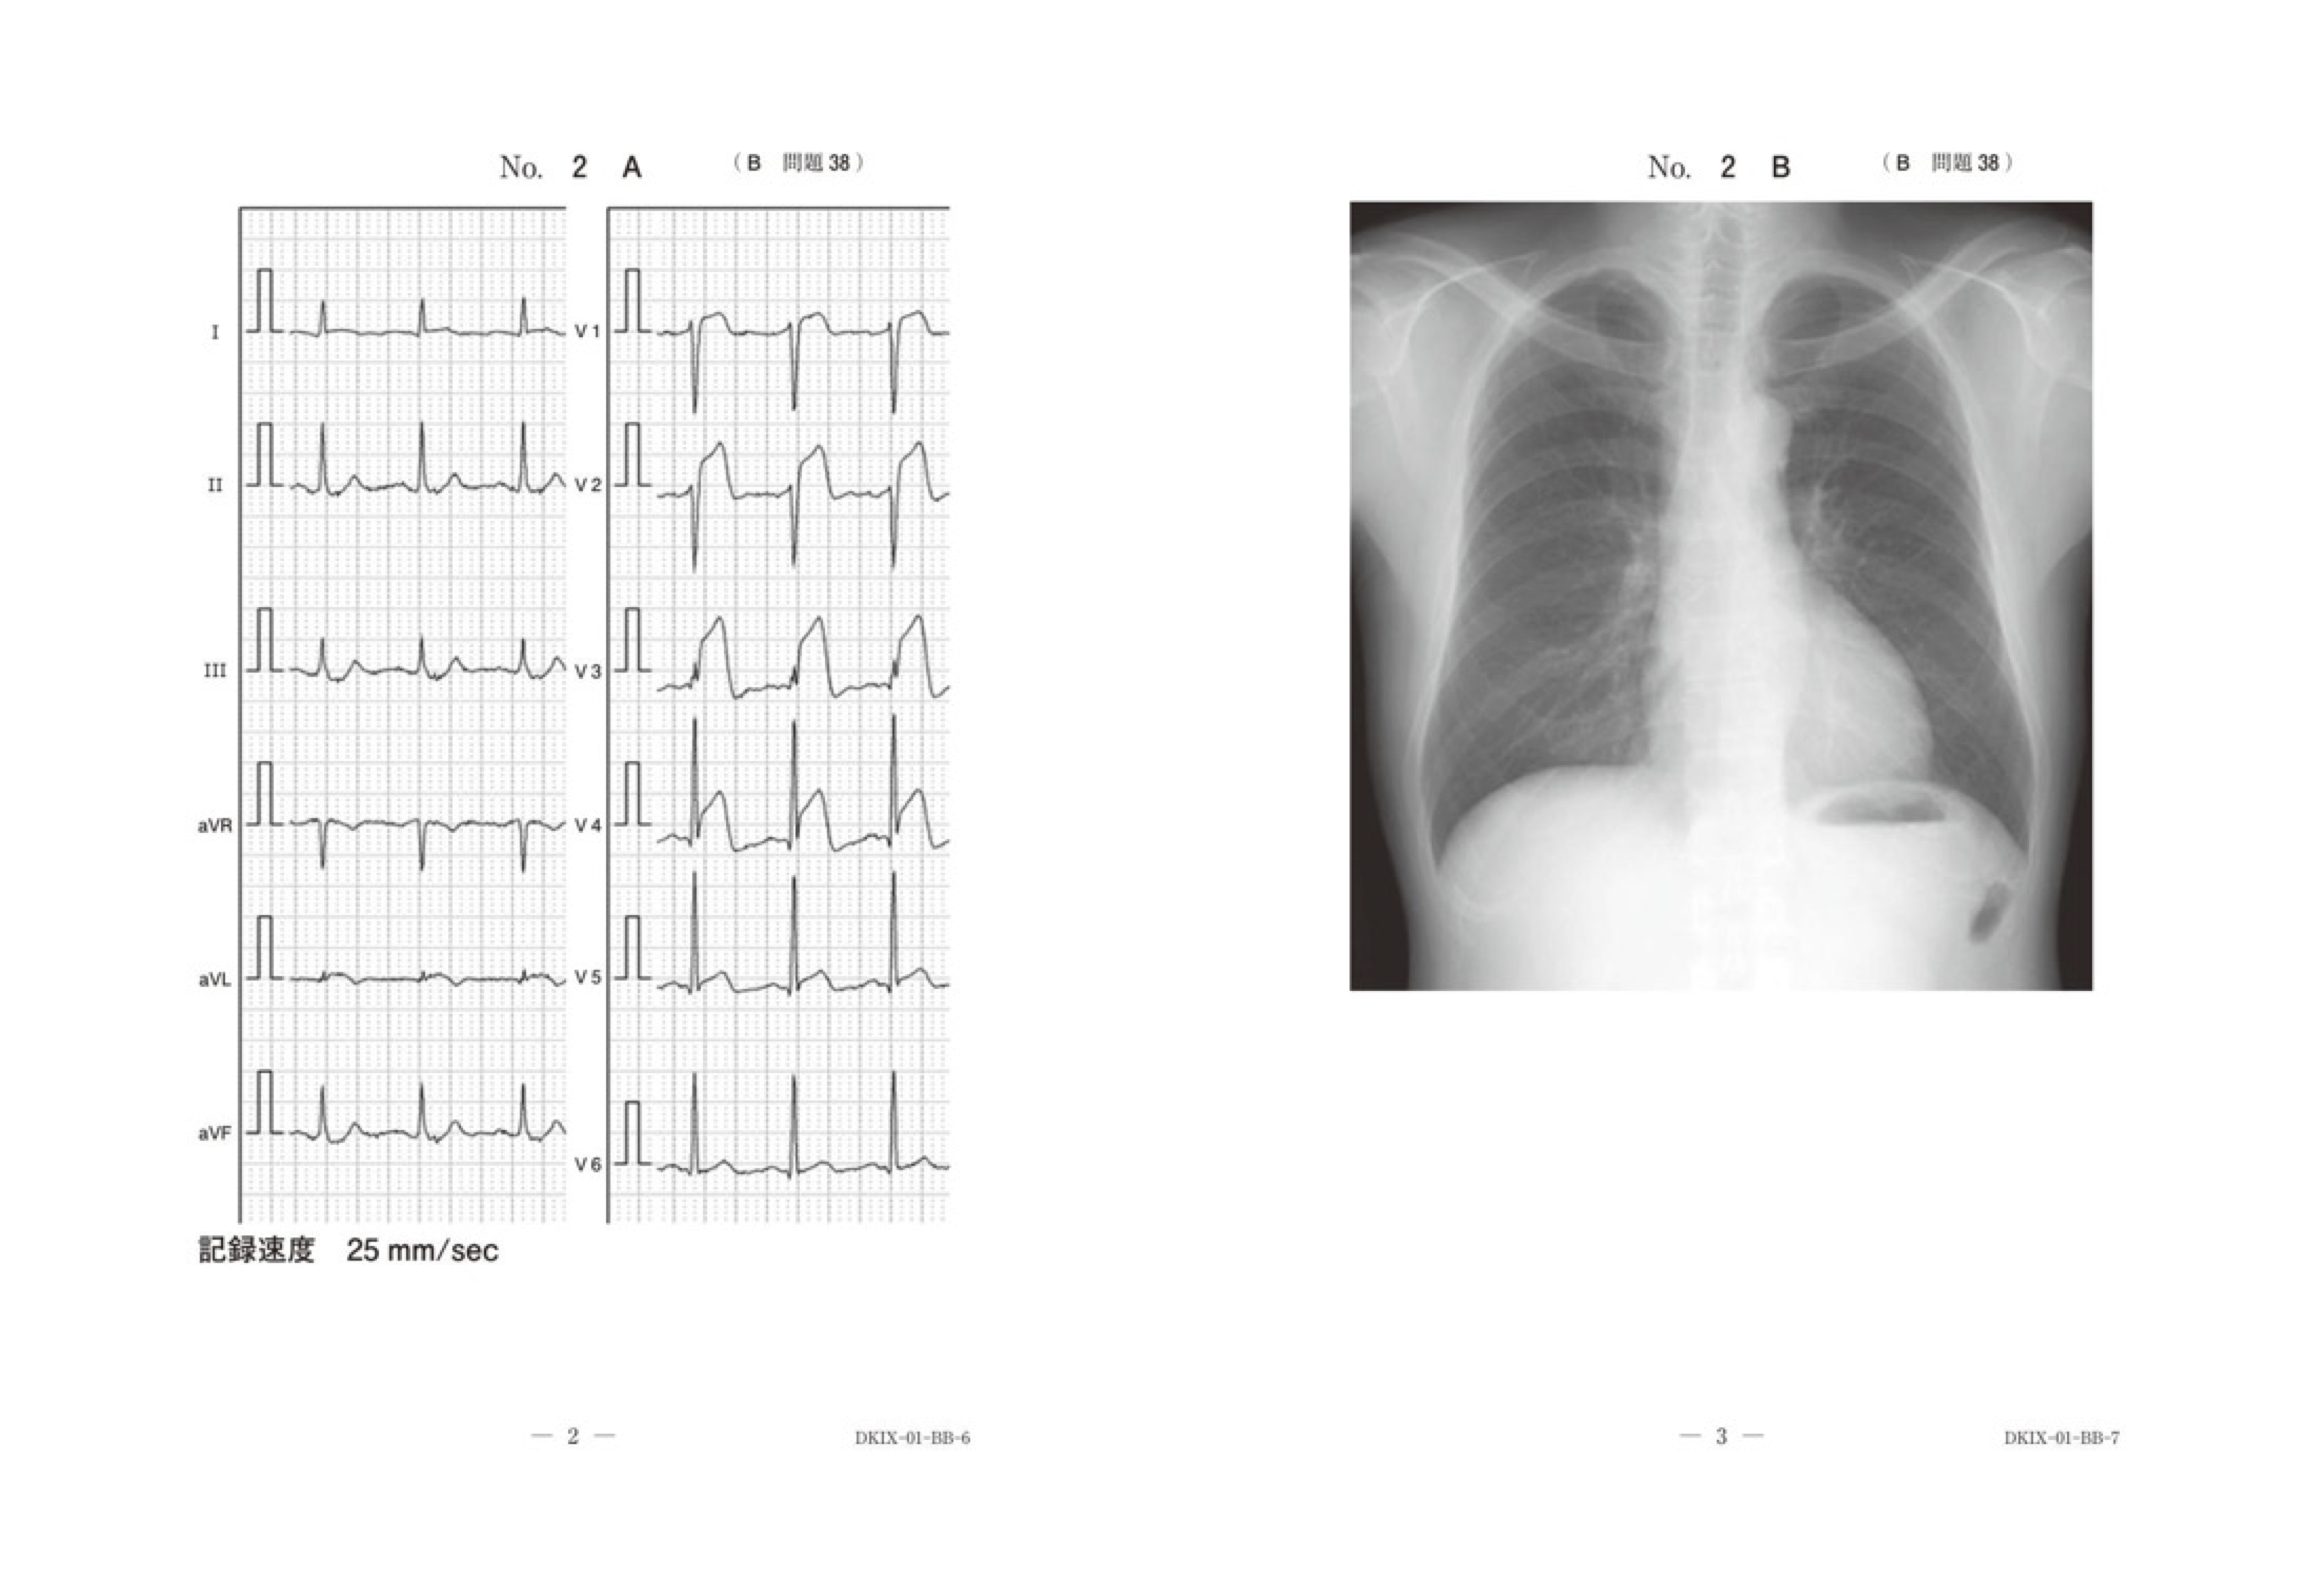 No. 2 A (B 問題 38)
I
II
III
aVR
aVL
aVF
V1
V2
V3
V4
V5
V6
記録速度 25 mm/sec
— 2 —
DKIX-01-BB-6
No. 2 B (B 問題 38)
— 3 —
DKIX-01-BB-7